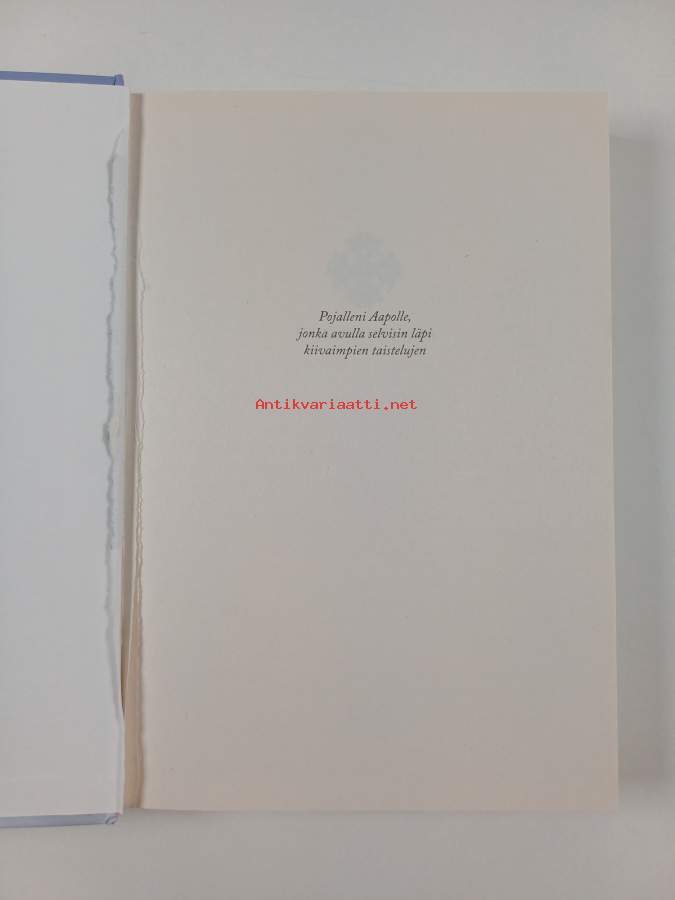 Pojalleni Aapolle,
jonka avulla selvisin läpi
kiivaimpien taistelujen
Antikvariaatti.net